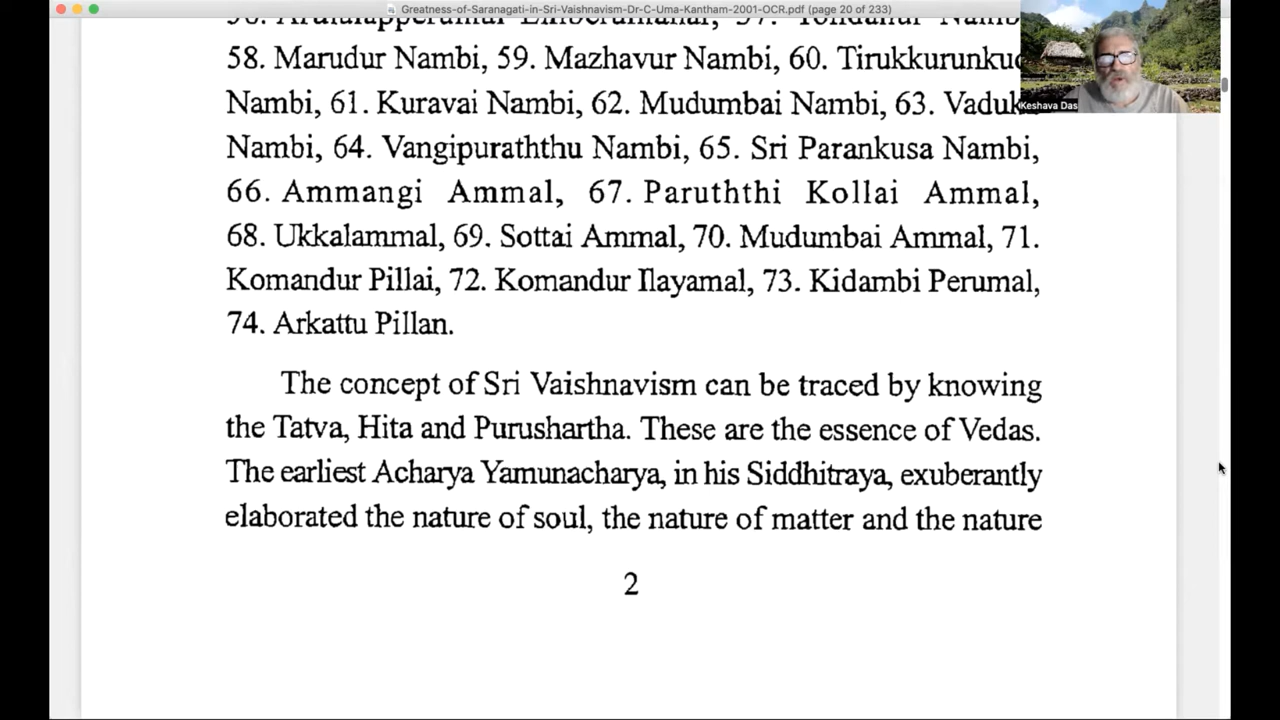 Greatness-of-Saranagati-in-Sri-Vaishnavism-Dr-C-Uma-Kantham-2001-OCR.pdf (page 20 of 233)
58. Marudur Nambi, 59. Mazhavur Nambi, 60.
Nambi, 61. Kuravai Nambi, 62. Mudumbai Nambi, 63.
Keshava Das
Nambi, 64. Vangipuraththu Nambi, 65. Sri Parankusa Nambi,
66. Ammangi Ammal, 67. Paruththi Kollai Ammal,
68. Ukkalammal, 69. Sottai Ammal, 70. Mudumbai Ammal, 71.
Komandur Pillai, 72. Komandur Ilayamal, 73. Kidambi Perumal,
74. Arkattu Pillan.
The concept of Sri Vaishnavism can be traced by knowing
the Tatva, Hita and Purushartha. These are the essence of Vedas.
The earliest Acharya Yamunacharya, in his Siddhitraya, exuberantly
elaborated the nature of soul, the nature of matter and the nature
2